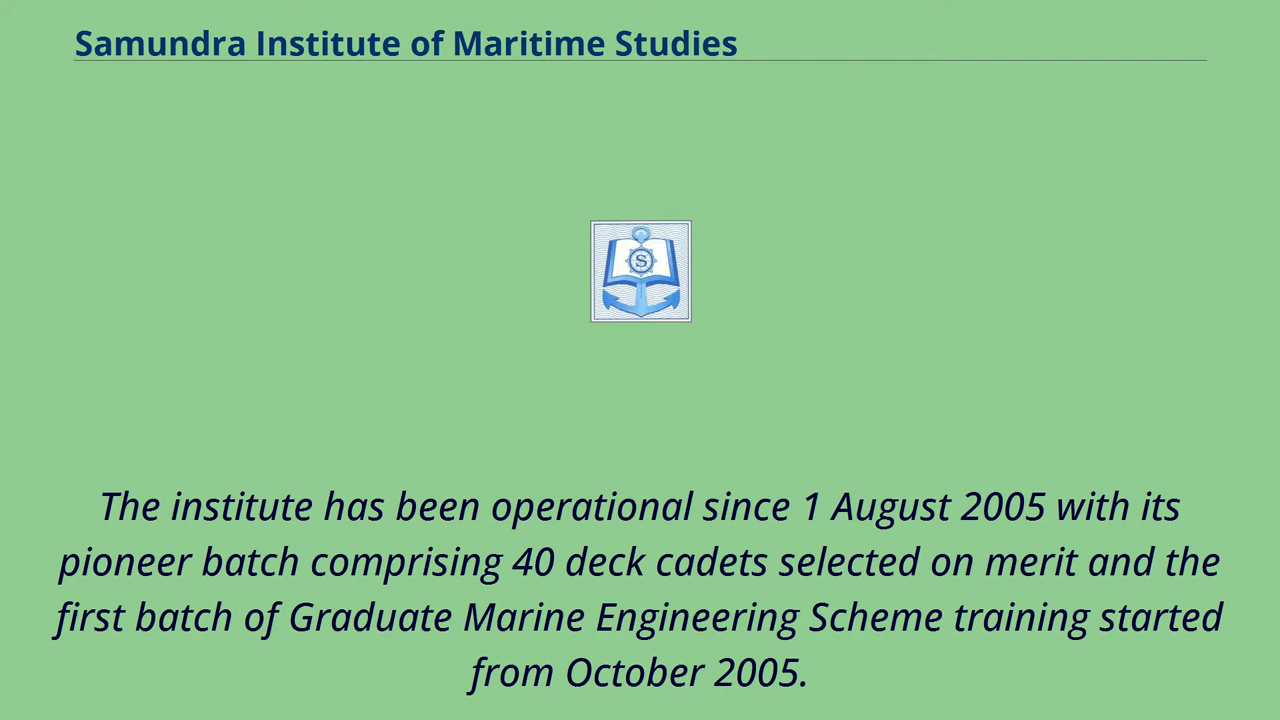 Samundra Institute of Maritime Studies
S
The institute has been operational since 1 August 2005 with its
pioneer batch comprising 40 deck cadets selected on merit and the
first batch of Graduate Marine Engineering Scheme training started
from October 2005.